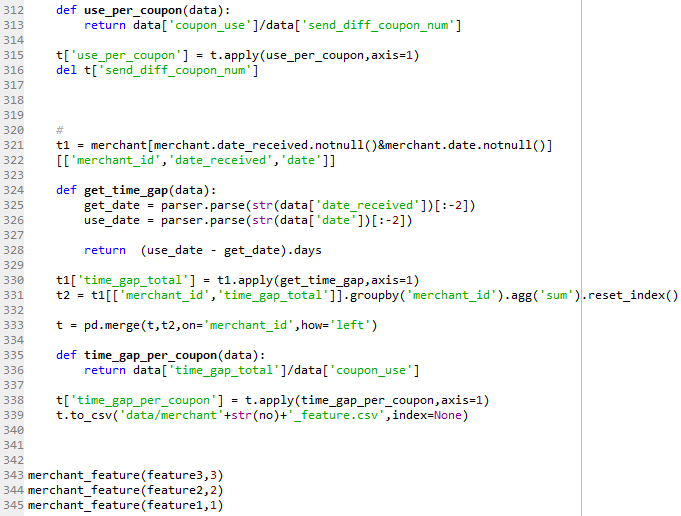 312     def use_per_coupon(data):
313         return data['coupon_use']/data['send_diff_coupon_num']
314
315     t['use_per_coupon'] = t.apply(use_per_coupon,axis=1)
316     del t['send_diff_coupon_num']
317
318
319
320     #
321     t1 = merchant[merchant.date_received.notnull()&merchant.date.notnull()]
322     [['merchant_id','date_received','date']]
323
324     def get_time_gap(data):
325         get_date = parser.parse(str(data['date_received'])[:-2])
326         use_date = parser.parse(str(data['date'])[:-2])
327
328         return  (use_date - get_date).days
329
330     t1['time_gap_total'] = t1.apply(get_time_gap,axis=1)
331     t2 = t1[['merchant_id','time_gap_total']].groupby('merchant_id').agg('sum').reset_index()
332
333     t = pd.merge(t,t2,on='merchant_id',how='left')
334
335     def time_gap_per_coupon(data):
336         return data['time_gap_total']/data['coupon_use']
337
338     t['time_gap_per_coupon'] = t.apply(time_gap_per_coupon,axis=1)
339     t.to_csv('data/merchant'+str(no)+'_feature.csv',index=None)
340
341
342
343 merchant_feature(feature3,3)
344 merchant_feature(feature2,2)
345 merchant_feature(feature1,1)